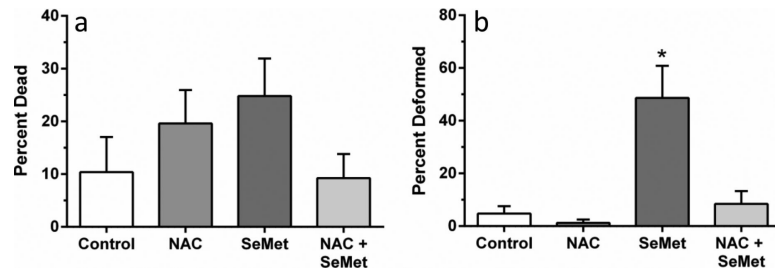 a
Percent Dead
40
30
20
10
0
Control
NAC
SeMet
NAC +
SeMet
b
Percent Deformed
80
60
40
20
0
*
Control
NAC
SeMet
NAC +
SeMet